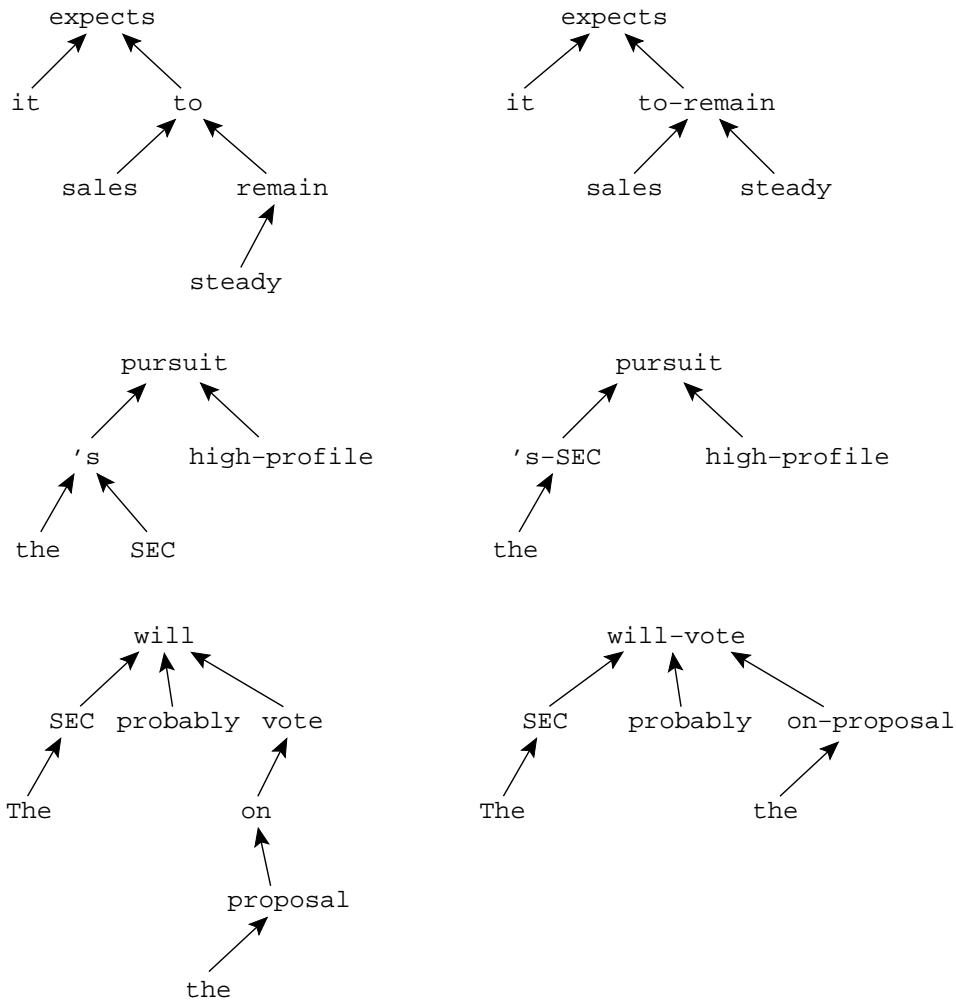 expects expects
it to it to-remain
sales remain sales steady
steady
pursuit pursuit
's high-profile 's-SEC high-profile
the SEC the
will will-vote
SEC probably vote SEC probably on-proposal
The on The the
proposal
the